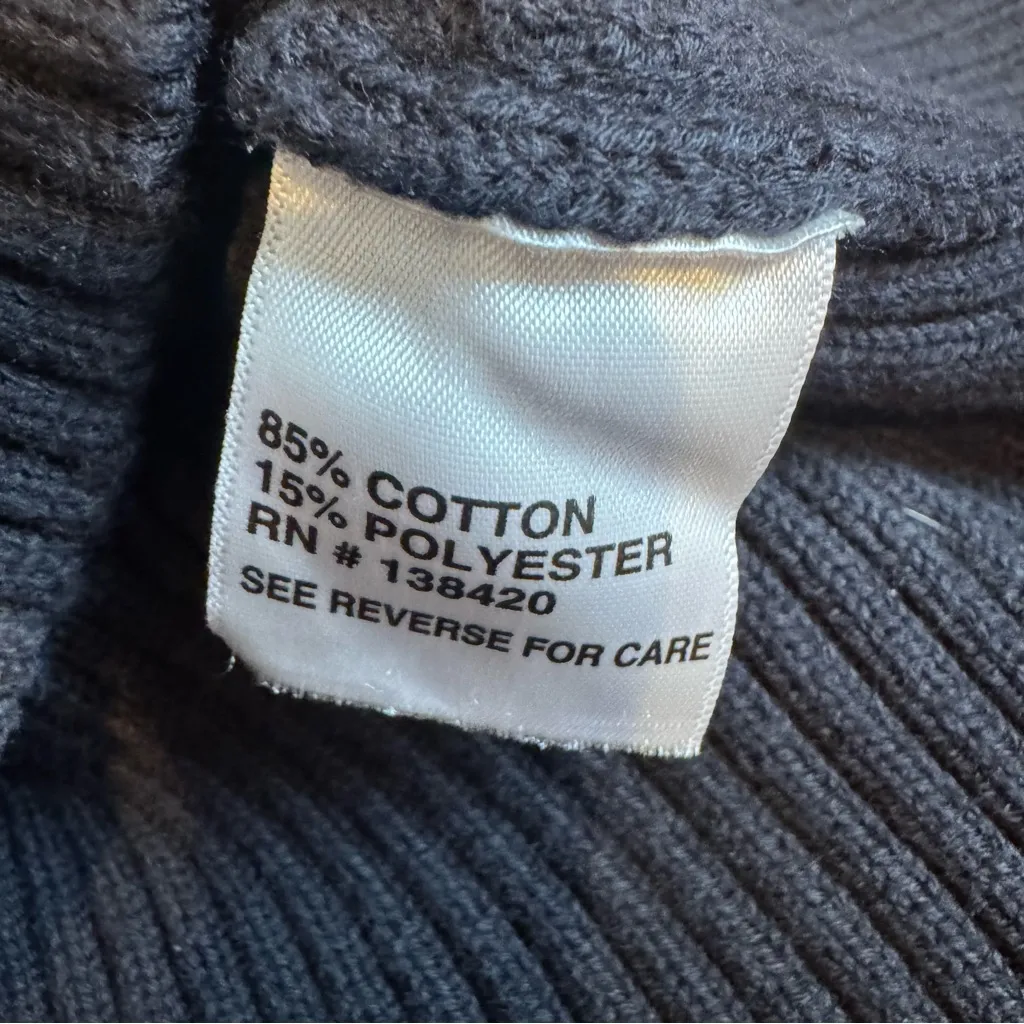 85% COTTON
15% POLYESTER
RN # 138420
SEE REVERSE FOR CARE